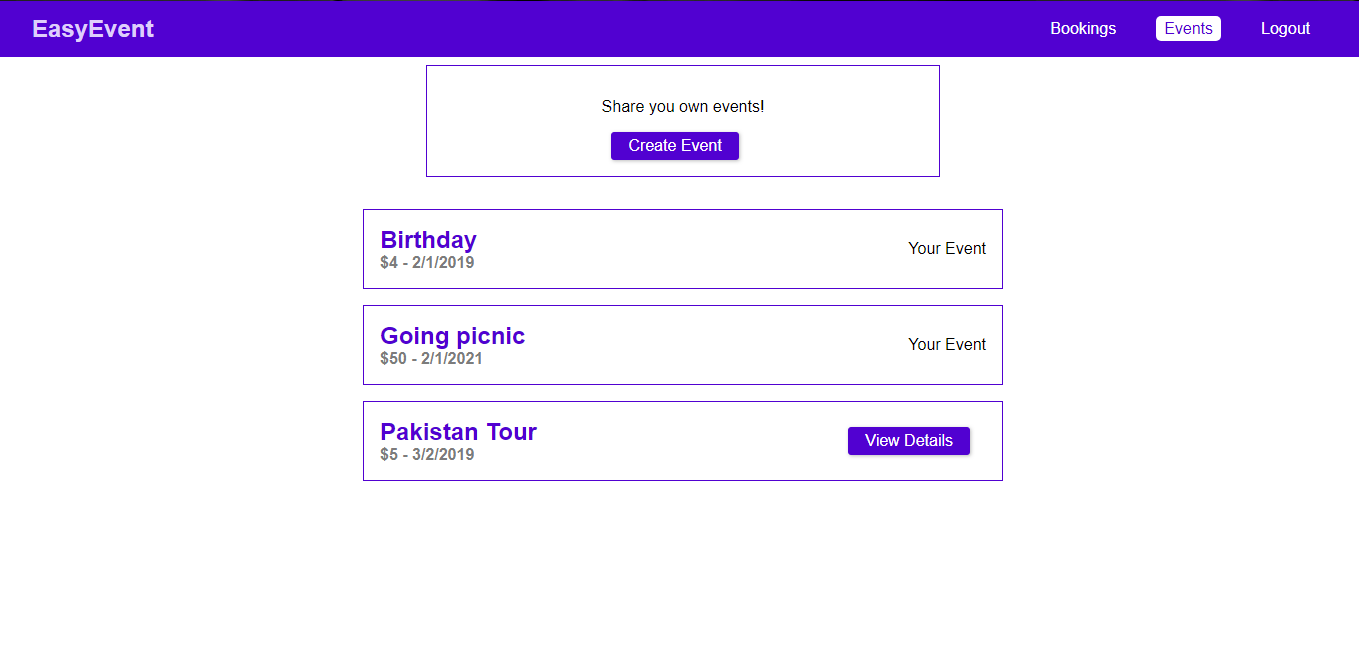 EasyEvent
Bookings
Events
Logout
Share you own events!
Create Event
Birthday
$4 - 2/1/2019
Your Event
Going picnic
$50 - 2/1/2021
Your Event
Pakistan Tour
$5 - 3/2/2019
View Details